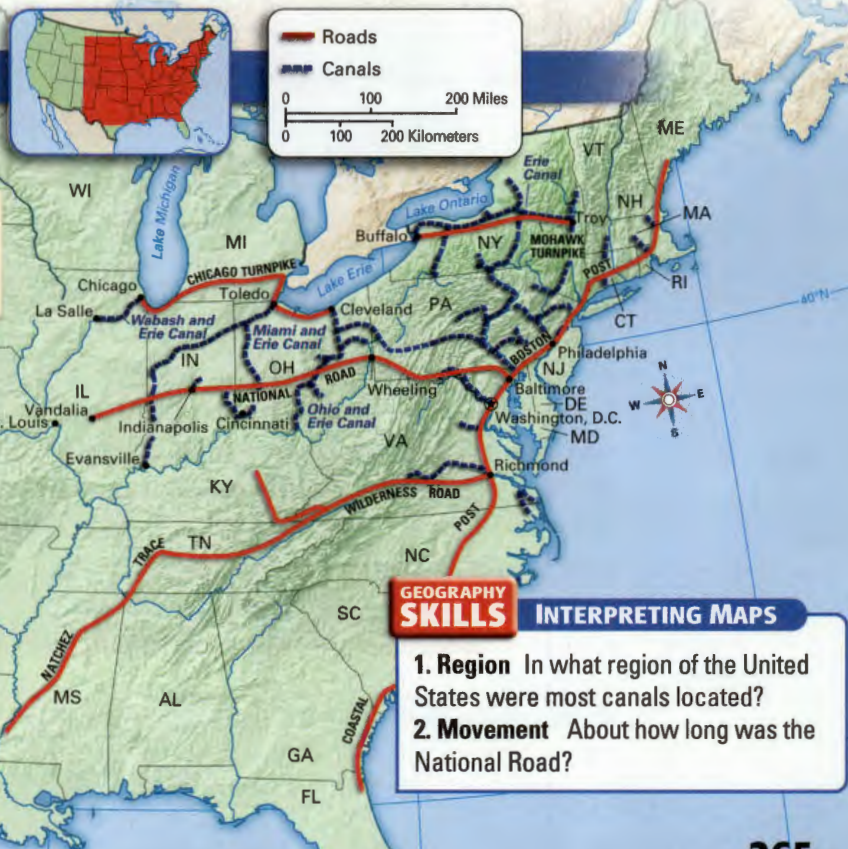 Roads
Canals
0 100 200 Miles
0 100 200 Kilometers
WI
Lake Michigan
MI
Lake Ontario
Erie
Canal
VT
ME
NH
MA
Buffalo
Troy
NY
MOHAWK
TURNPIKE
POST
RI
CT
40°N
Chicago
CHICAGO TURNPIKE
Toledo
Lake Erie
Cleveland
PA
La Salle
Wabash and
Erie Canal
Miami and
Erie Canal
IN
OH
BOSTON
Philadelphia
NJ
IL
NATIONAL ROAD
Wheeling
Baltimore
DE
Washington, D.C.
MD
Vandalia
. Louis
Indianapolis
Cincinnati
Ohio and
Erie Canal
VA
Evansville
Richmond
KY
WILDERNESS ROAD
POST
N
W E
S
TRACE
TN
NC
NATCHEZ
SC
MS
AL
COASTAL
GA
FL
GEOGRAPHY
SKILLS
INTERPRETING MAPS
1. Region In what region of the United
States were most canals located?
2. Movement About how long was the
National Road?